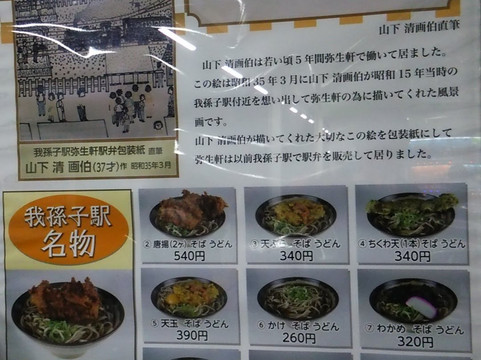 山下清画伯直筆
山下 清画伯は若い頃5年間弥生軒で働いて居ました。
この絵は昭和35年3月に山下 清画伯が昭和15年当時の
我孫子駅付近を想い出して弥生軒の為に描いてくれた風景
画です。
山下 清画伯が描いてくれた大切なこの絵を包装紙にして
弥生軒は以前我孫子駅で駅弁を販売して居りました。
我孫子駅弥生軒駅弁包装紙 直筆
山下 清 画伯(37才)作 昭和35年3月
我孫子駅
名物
② 唐揚(2ヶ) そば うどん
540円
そば うどん
340円
④ ちくわ天(1本)そば うどん
340円
⑤ 天玉 そば うどん
390円
⑥ かけ そば うどん
260円
⑦ わかめ そば うどん
320円